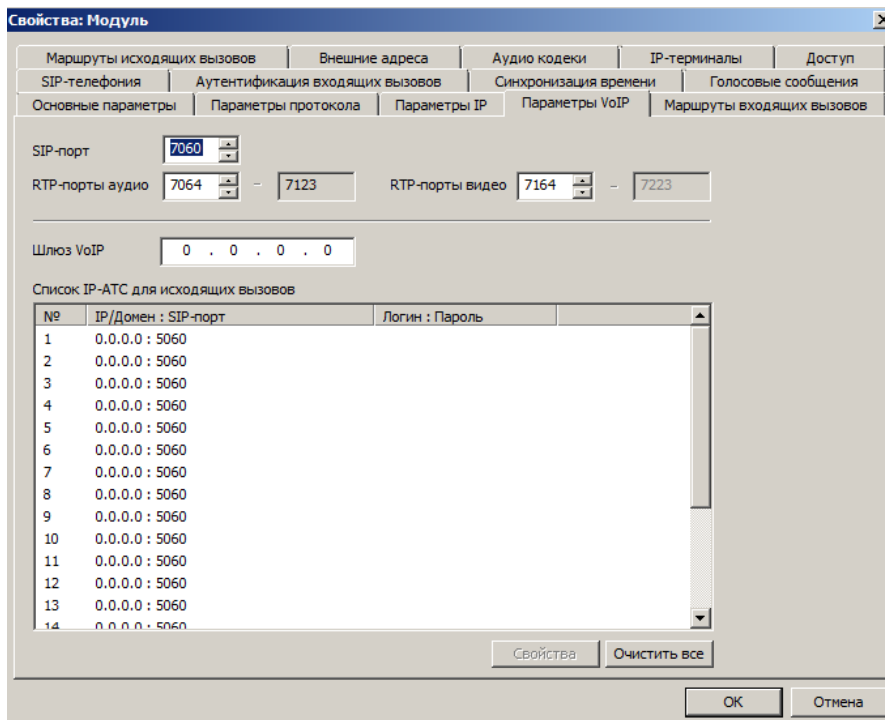 Свойства: Модуль
Маршруты исходящих вызовов Внешние адреса Аудио кодеки IP-терминалы Доступ
SIP-телефония Аутентификация входящих вызовов Синхронизация времени Голосовые сообщения
Основные параметры Параметры протокола Параметры IP Параметры VoIP Маршруты входящих вызовов
SIP-порт 7060
RTP-порты аудио 7064 - 7123 RTP-порты видео 7164 - 7223
Шлюз VoIP 0 . 0 . 0 . 0
Список IP-АТС для исходящих вызовов
№ IP/Домен : SIP-порт Логин : Пароль
1 0.0.0.0 : 5060
2 0.0.0.0 : 5060
3 0.0.0.0 : 5060
4 0.0.0.0 : 5060
5 0.0.0.0 : 5060
6 0.0.0.0 : 5060
7 0.0.0.0 : 5060
8 0.0.0.0 : 5060
9 0.0.0.0 : 5060
10 0.0.0.0 : 5060
11 0.0.0.0 : 5060
12 0.0.0.0 : 5060
13 0.0.0.0 : 5060
14 0.0.0.0 : 5060
Свойства Очистить все
OK Отмена